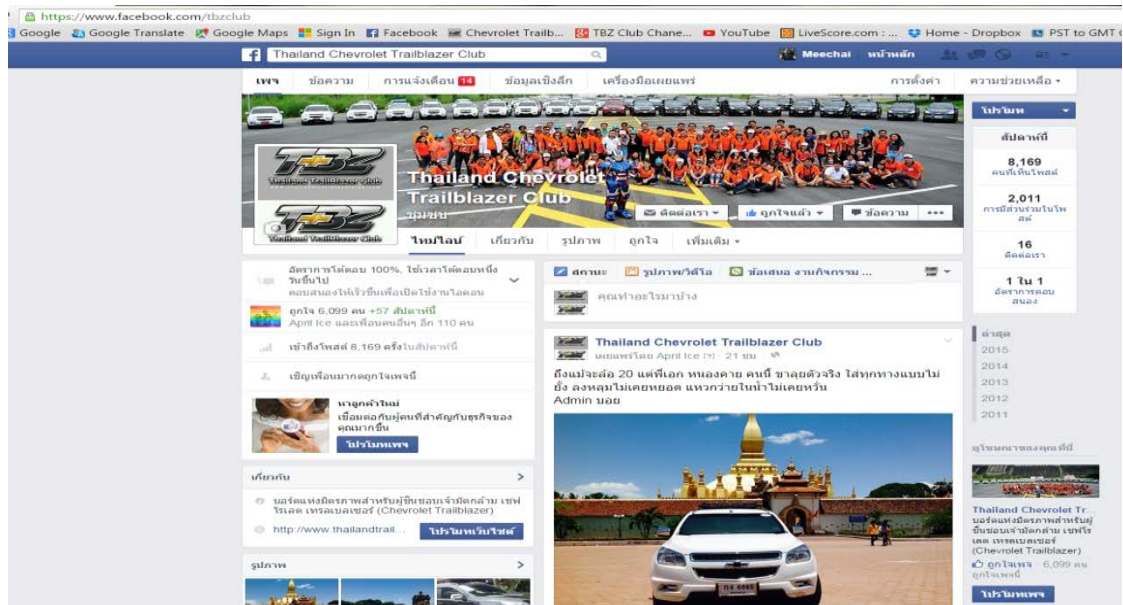 https://www.facebook.com/tbzclub
Google Google Translate Google Maps Sign In Facebook Chevrolet Trailb... TBZ Club Chane... YouTube LiveScore.com : ... Home - Dropbox PST to GMT
Thailand Chevrolet Trailblazer Club
Meechai หน้าหลัก
เพจ ข้อความ การแจ้งเตือน 14 ข้อมูลเชิงลึก เครื่องมือเผยแพร่ การตั้งค่า ความช่วยเหลือ
TBZ
Thailand Trailblazer Club
TBZ
Thailand Trailblazer Club
Thailand Chevrolet
Trailblazer Club
ชุมชน
ติดต่อเรา ถูกใจแล้ว ข้อความ •••
ไทม์ไลน์ เกี่ยวกับ รูปภาพ ถูกใจ เพิ่มเติม
โปรโมท
สัปดาห์นี้
8,169
คนที่เห็นโพสต์
2,011
การมีส่วนร่วมในโพ
สต์
16
ติดต่อเรา
1 ใน 1
อัตราการตอบ
สนอง
ล่าสุด
2015
2014
2013
2012
2011
อัตราการโต้ตอบ 100%, ใช้เวลาโต้ตอบหนึ่ง
วันขึ้นไป
ตอบสนองให้เร็วขึ้นเพื่อเปิดใช้งานไอคอน
ถูกใจ 6,099 คน +57 สัปดาห์นี้
April Ice และเพื่อนคนอื่นๆ อีก 110 คน
เข้าถึงโพสต์ 8,169 ครั้งในสัปดาห์นี้
เชิญเพื่อนมากดถูกใจเพจนี้
หาลูกค้าใหม่
เชื่อมต่อกับผู้คนที่สำคัญกับธุรกิจของ
คุณมากขึ้น
โปรโมทเพจ
เกี่ยวกับ
บอร์ดแห่งมิตรภาพสำหรับผู้ชื่นชอบเจ้ามัดกล้าม เชฟ
โรเลต เทรลเบลเซอร์ (Chevrolet Trailblazer)
http://www.thailandtrail... โปรโมทเว็บไซต์
รูปภาพ
สถานะ รูปภาพ/วิดีโอ ข้อเสนอ งานกิจกรรม ...
คุณทำอะไรมาบ้าง
Thailand Chevrolet Trailblazer Club
เผยแพร่โดย April Ice [?] · 21 ชม.
ถึงแม้จะล้อ 20 แต่พี่เอก หนองคาย คนนี้ ขาลุยตัวจริง ใส่ทุกทางแบบไม่
ยั้ง ลงหลุมไม่เคยหยอด แหวกว่ายในน้ำไม่เคยหวั่น
Admin บอย
ดูโฆษณาของคุณที่นี่
Thailand Chevrolet Tr...
บอร์ดแห่งมิตรภาพสำหรับผู้
ชื่นชอบเจ้ามัดกล้าม เชฟโร
เลต เทรลเบลเซอร์
(Chevrolet Trailblazer)
ถูกใจเพจ · 6,099 คน
ถูกใจเพจนี้
โปรโมทเพจ